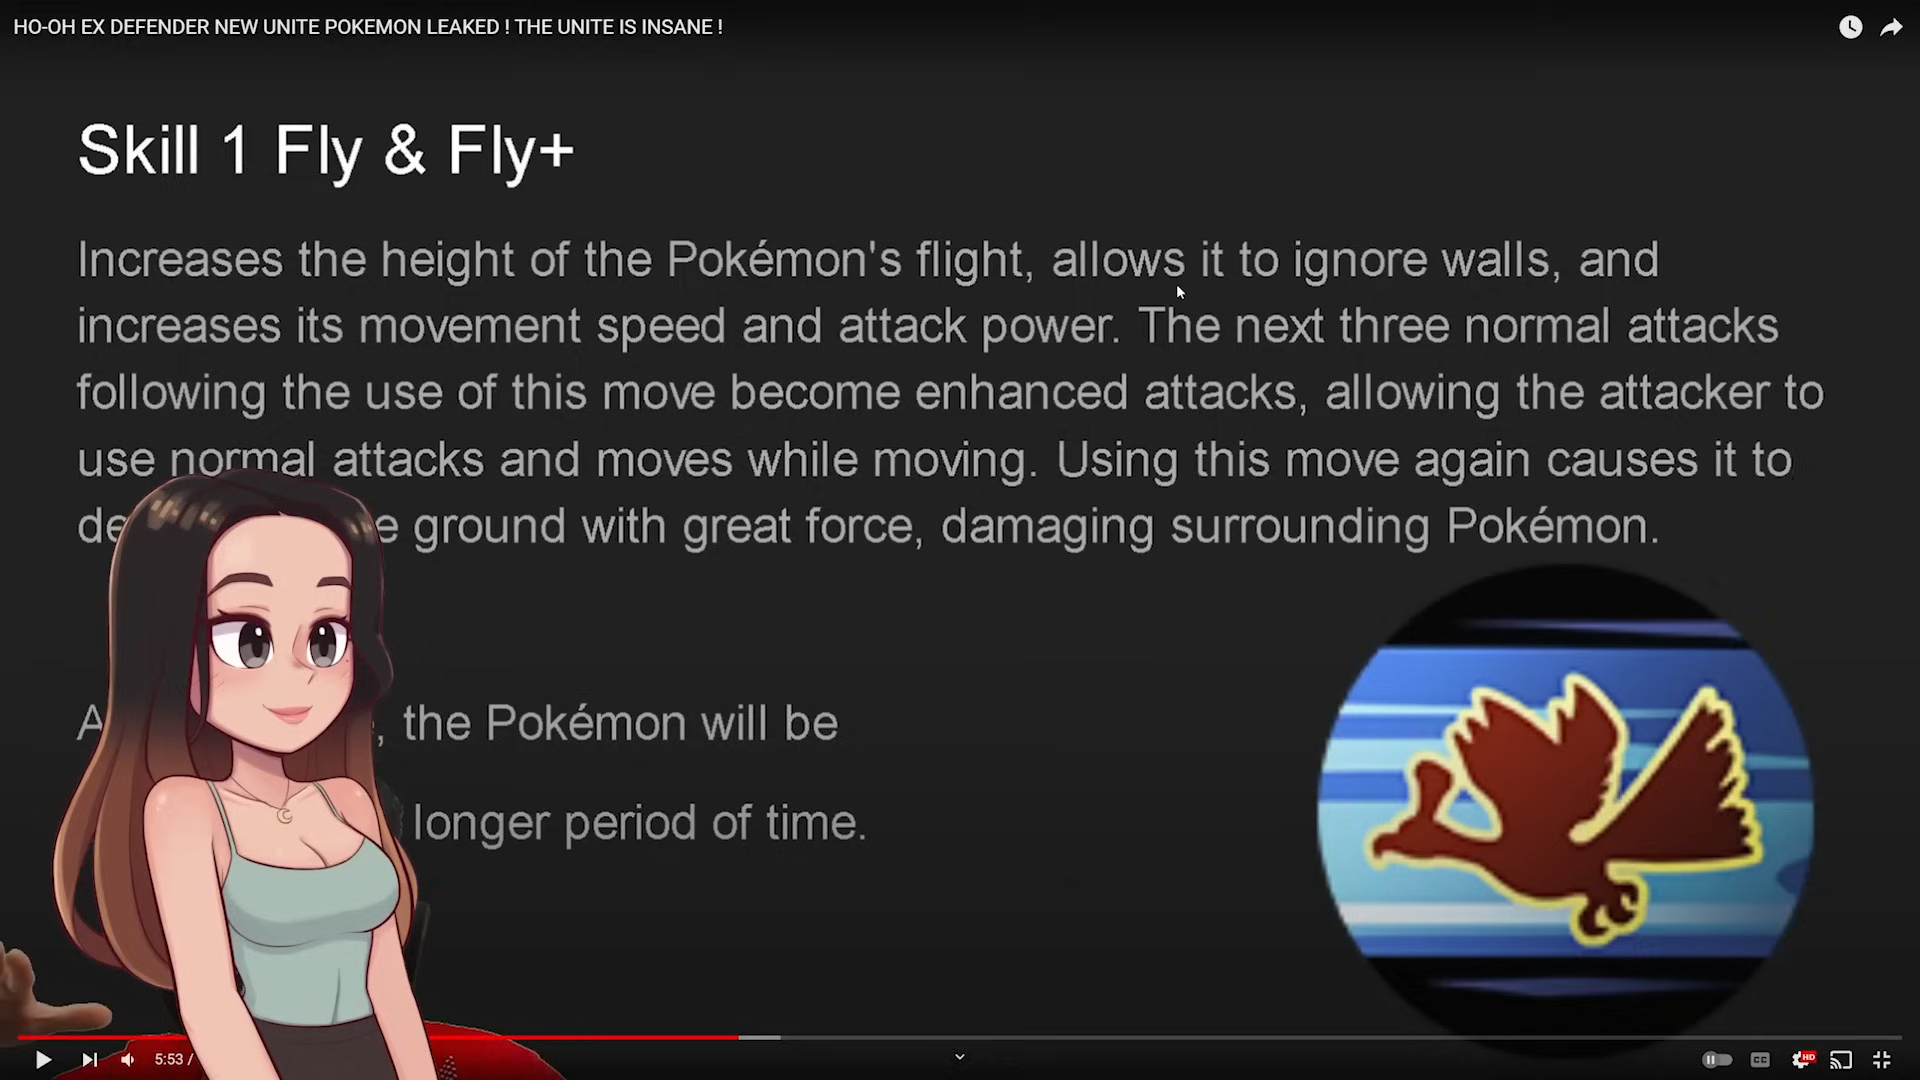 HO-OH EX DEFENDER NEW UNITE POKEMON LEAKED ! THE UNITE IS INSANE !
Skill 1 Fly & Fly+
Increases the height of the Pokémon's flight, allows it to ignore walls, and
increases its movement speed and attack power. The next three normal attacks
following the use of this move become enhanced attacks, allowing the attacker to
use normal attacks and moves while moving. Using this move again causes it to
ground with great force, damaging surrounding Pokémon.
the Pokémon will be
longer period of time.
5:53 /
CC
HD